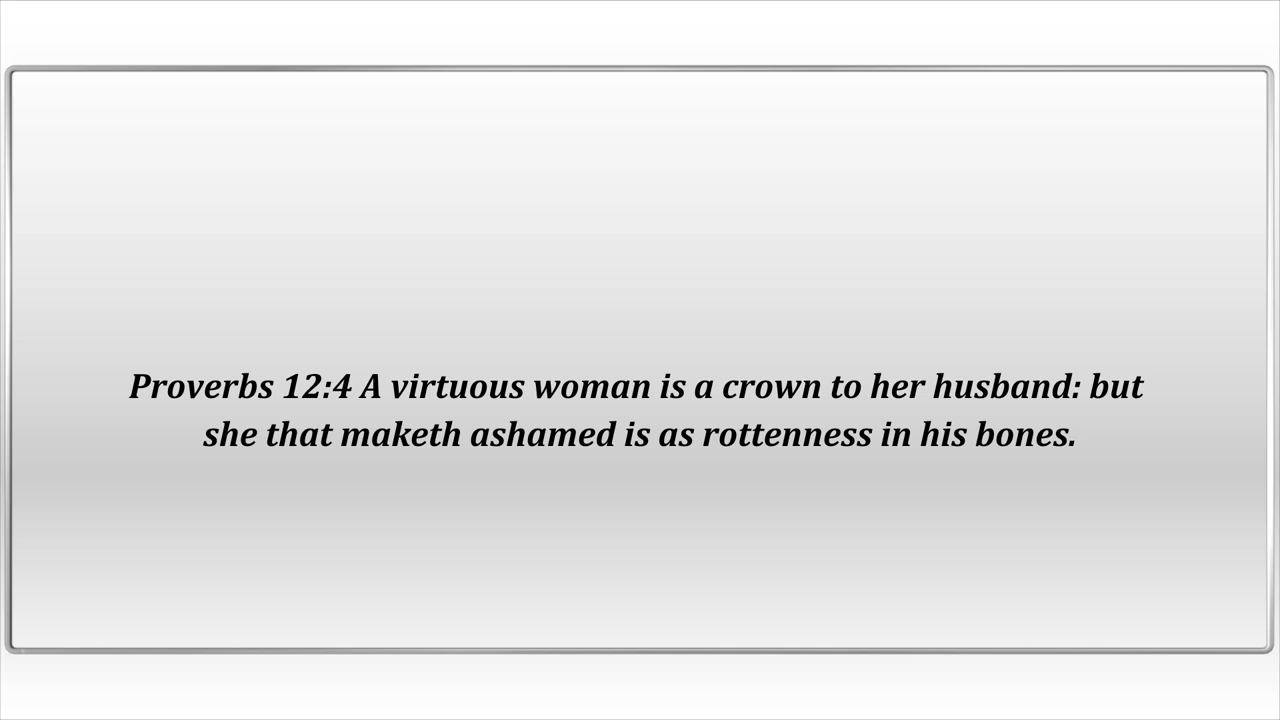 Proverbs 12:4 A virtuous woman is a crown to her husband: but
she that maketh ashamed is as rottenness in his bones.